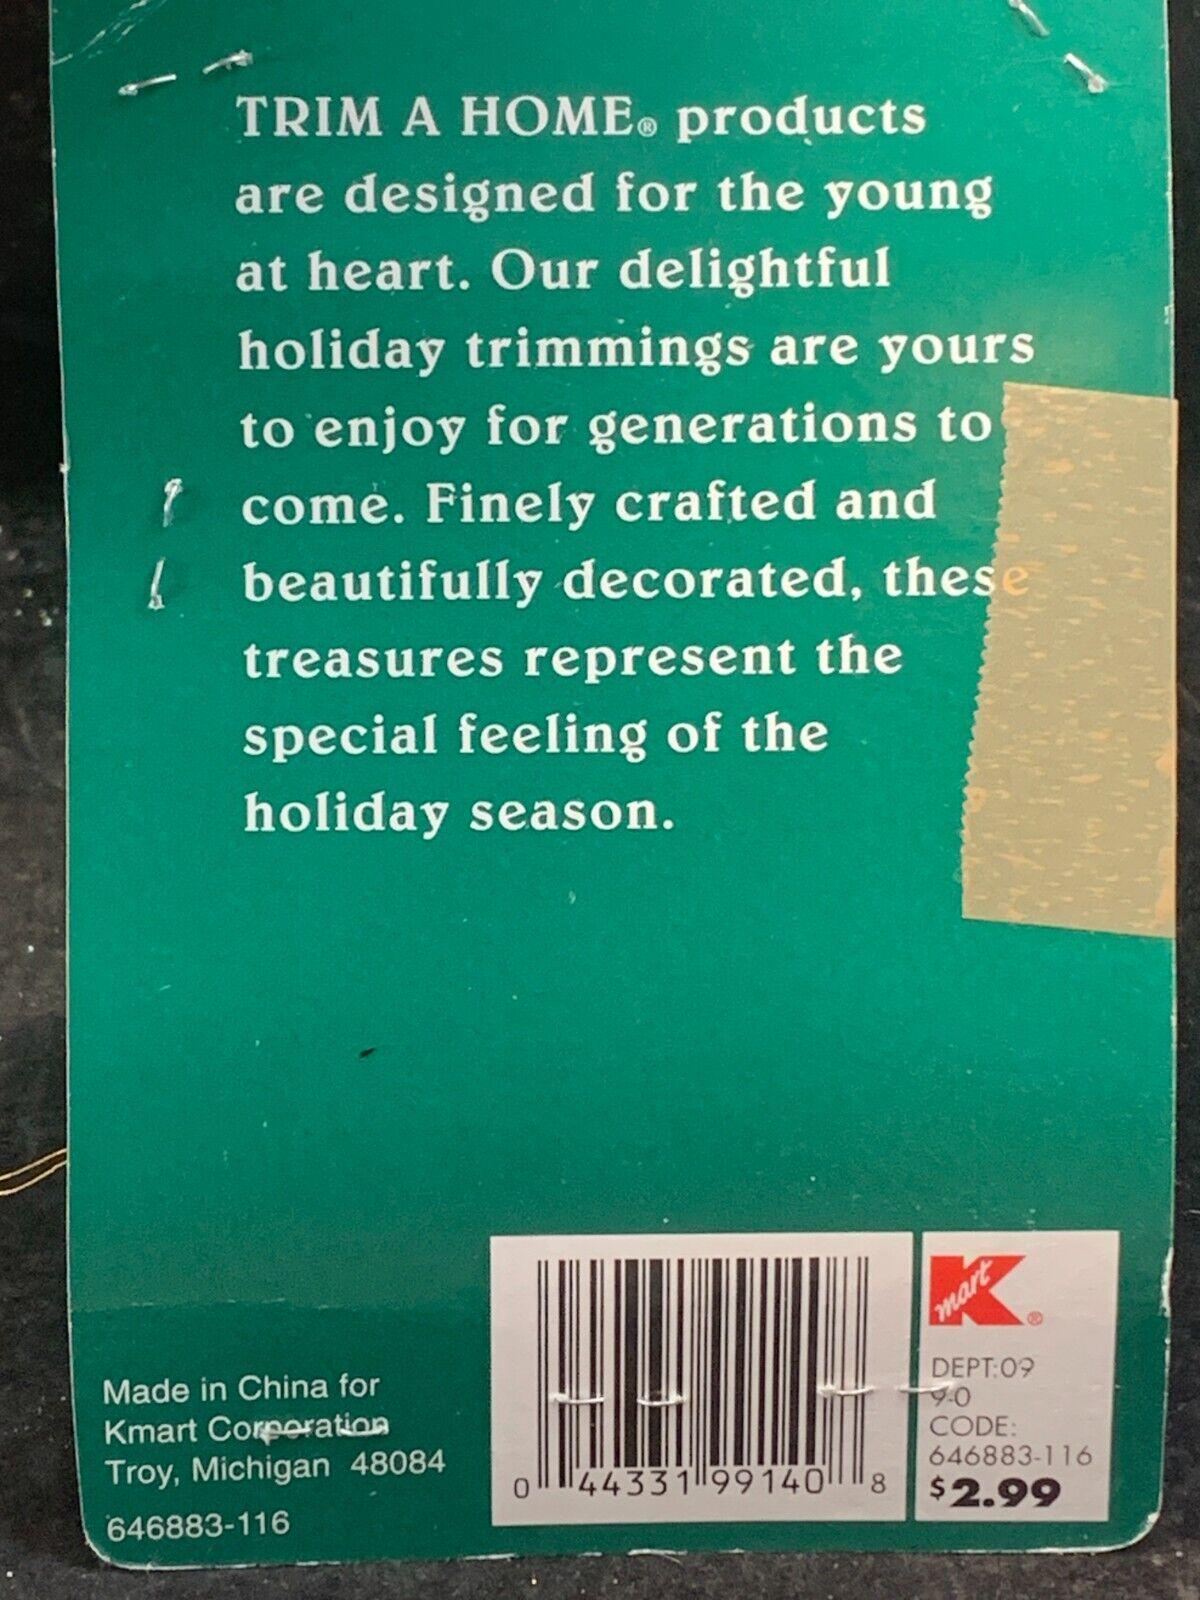 TRIM A HOME® products
are designed for the young
at heart. Our delightful
holiday trimmings are yours
to enjoy for generations to
come. Finely crafted and
beautifully decorated, these
treasures represent the
special feeling of the
holiday season.
Made in China for
Kmart Corporation
Troy, Michigan 48084
646883-116
0 44331 99140 8
Kmart®
DEPT:09
9-0
CODE:
646883-116
$2.99